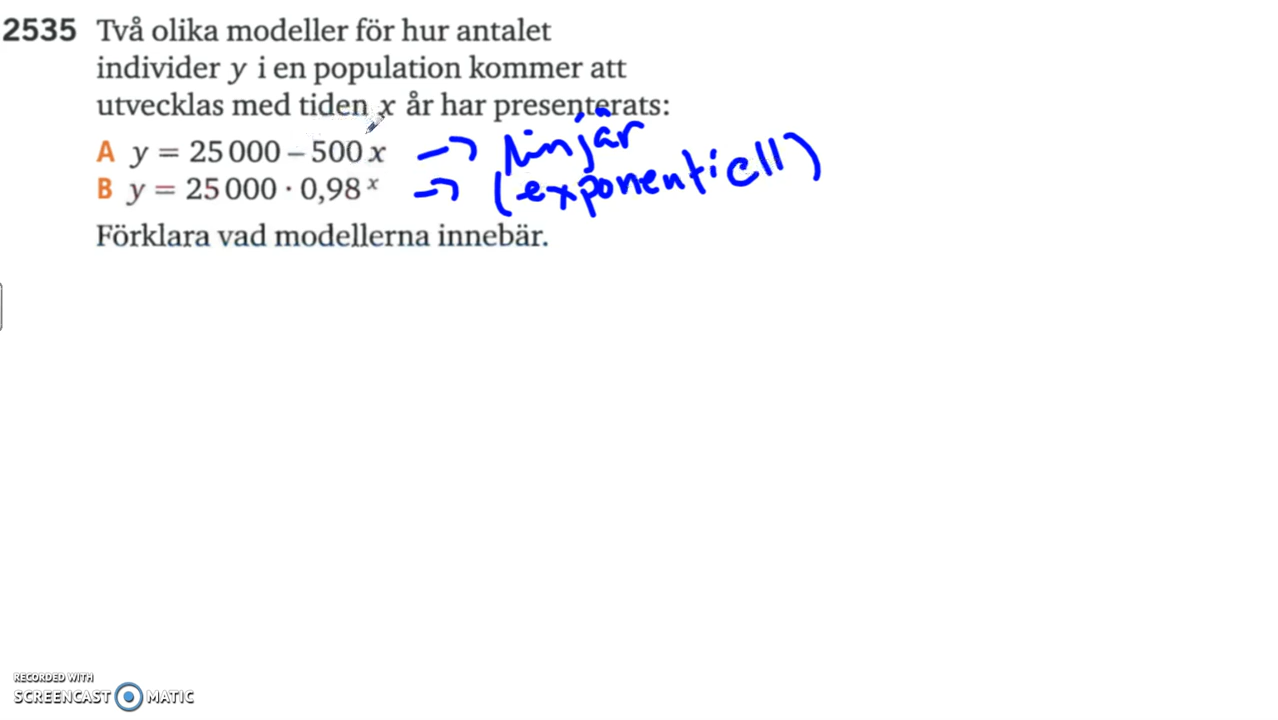 2535 Två olika modeller för hur antalet
individer y i en population kommer att
utvecklas med tiden x år har presenterats:
A y = 25 000 – 500 x → linjär
B y = 25 000 · 0,98 ˣ → (exponentiell)
Förklara vad modellerna innebär.
RECORDED WITH
SCREENCAST MATIC